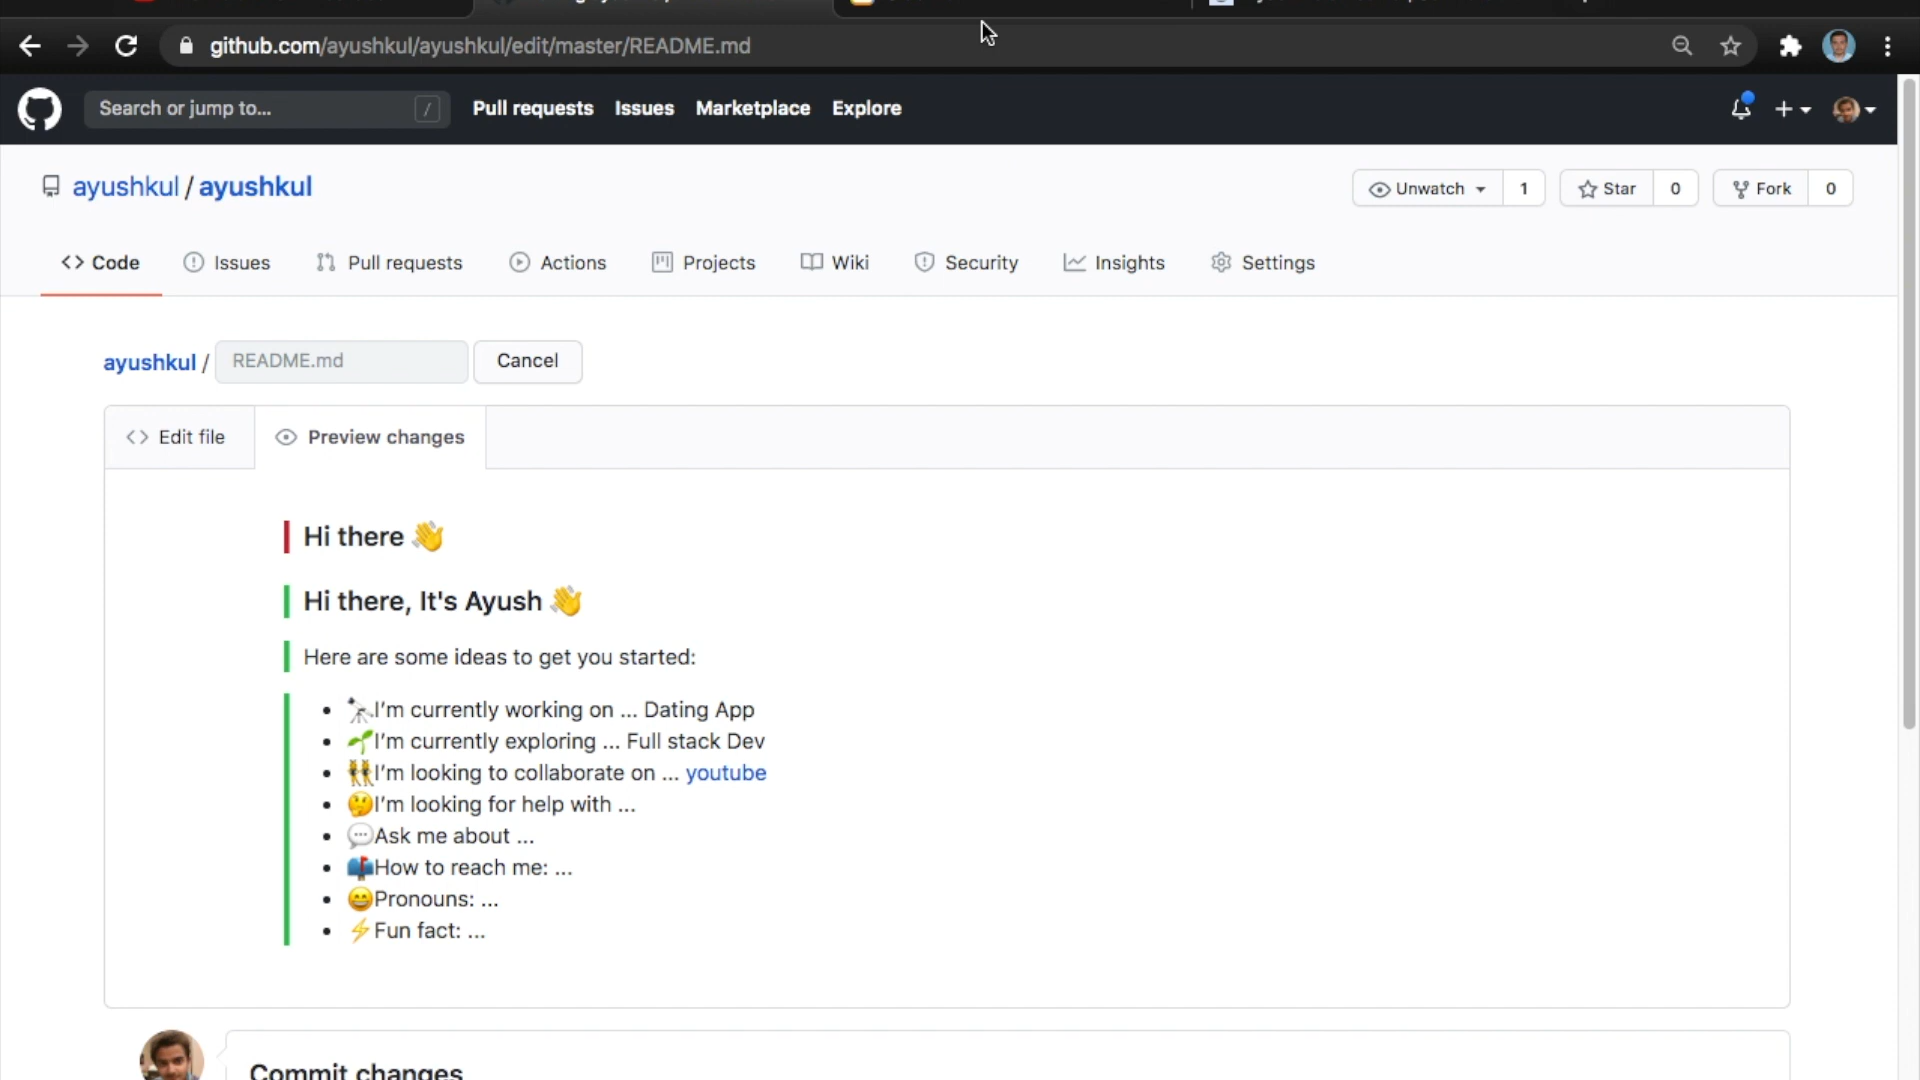 github.com/ayushkul/ayushkul/edit/master/README.md
Search or jump to... /
Pull requests Issues Marketplace Explore
ayushkul / ayushkul
Unwatch 1 Star 0 Fork 0
Code Issues Pull requests Actions Projects Wiki Security Insights Settings
ayushkul / README.md Cancel
Edit file Preview changes
Hi there 👋
Hi there, It's Ayush 👋
Here are some ideas to get you started:
• 🔭I’m currently working on ... Dating App
• 🌱I’m currently exploring ... Full stack Dev
• 👯I’m looking to collaborate on ... youtube
• 🤔I’m looking for help with ...
• 💬Ask me about ...
• 📫How to reach me: ...
• 😄Pronouns: ...
• ⚡Fun fact: ...
Commit changes